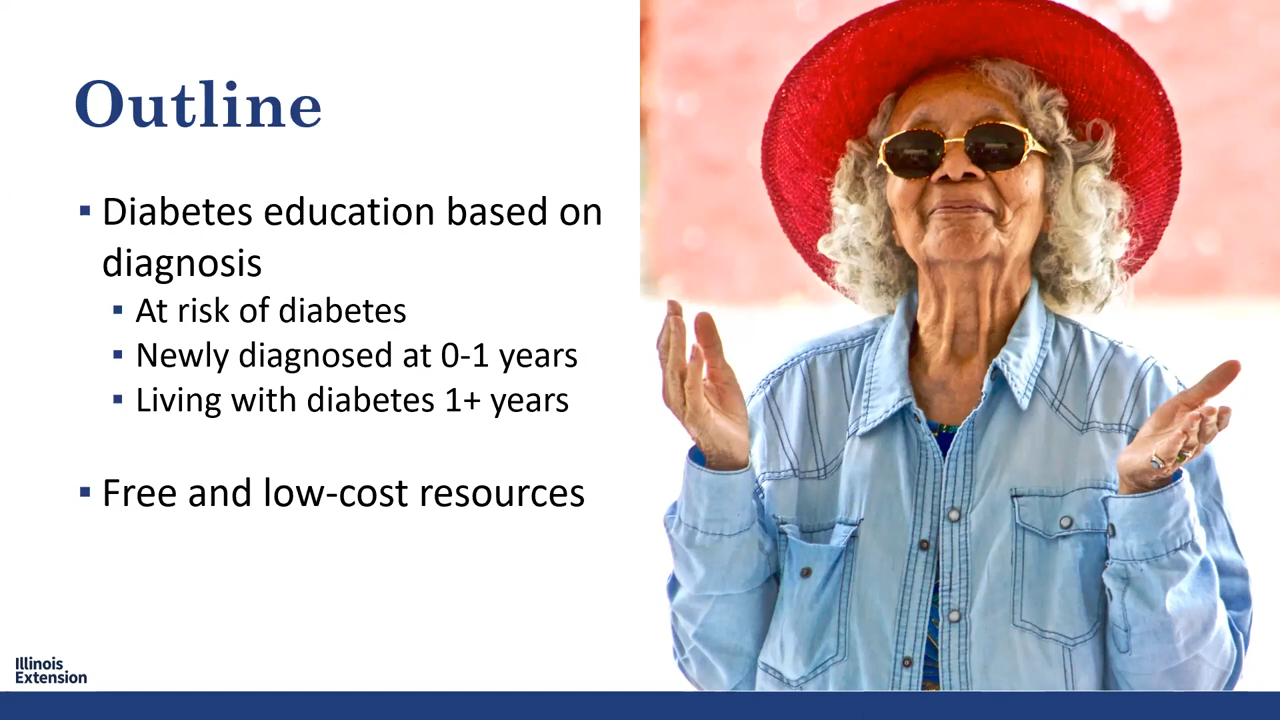 Outline
▪ Diabetes education based on
diagnosis
▪ At risk of diabetes
▪ Newly diagnosed at 0-1 years
▪ Living with diabetes 1+ years
▪ Free and low-cost resources
Illinois
Extension